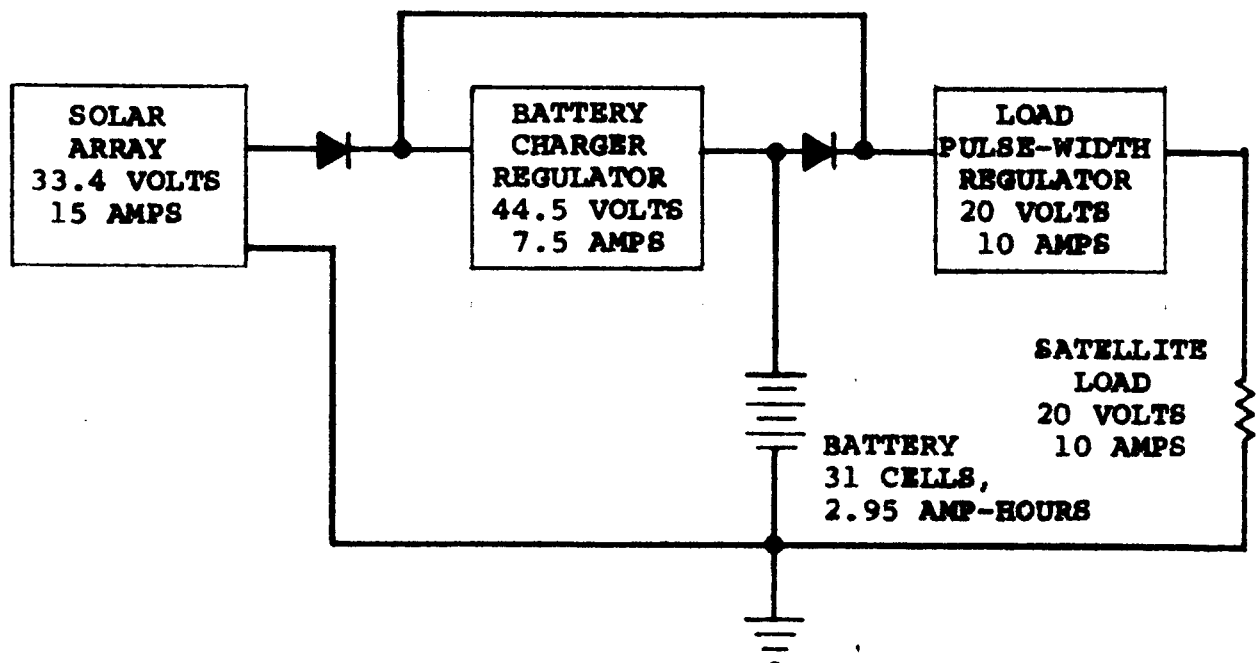 SOLAR
ARRAY
33.4 VOLTS
15 AMPS
BATTERY
CHARGER
REGULATOR
44.5 VOLTS
7.5 AMPS
LOAD
PULSE-WIDTH
REGULATOR
20 VOLTS
10 AMPS
SATELLITE
LOAD
20 VOLTS
10 AMPS
BATTERY
31 CELLS,
2.95 AMP-HOURS